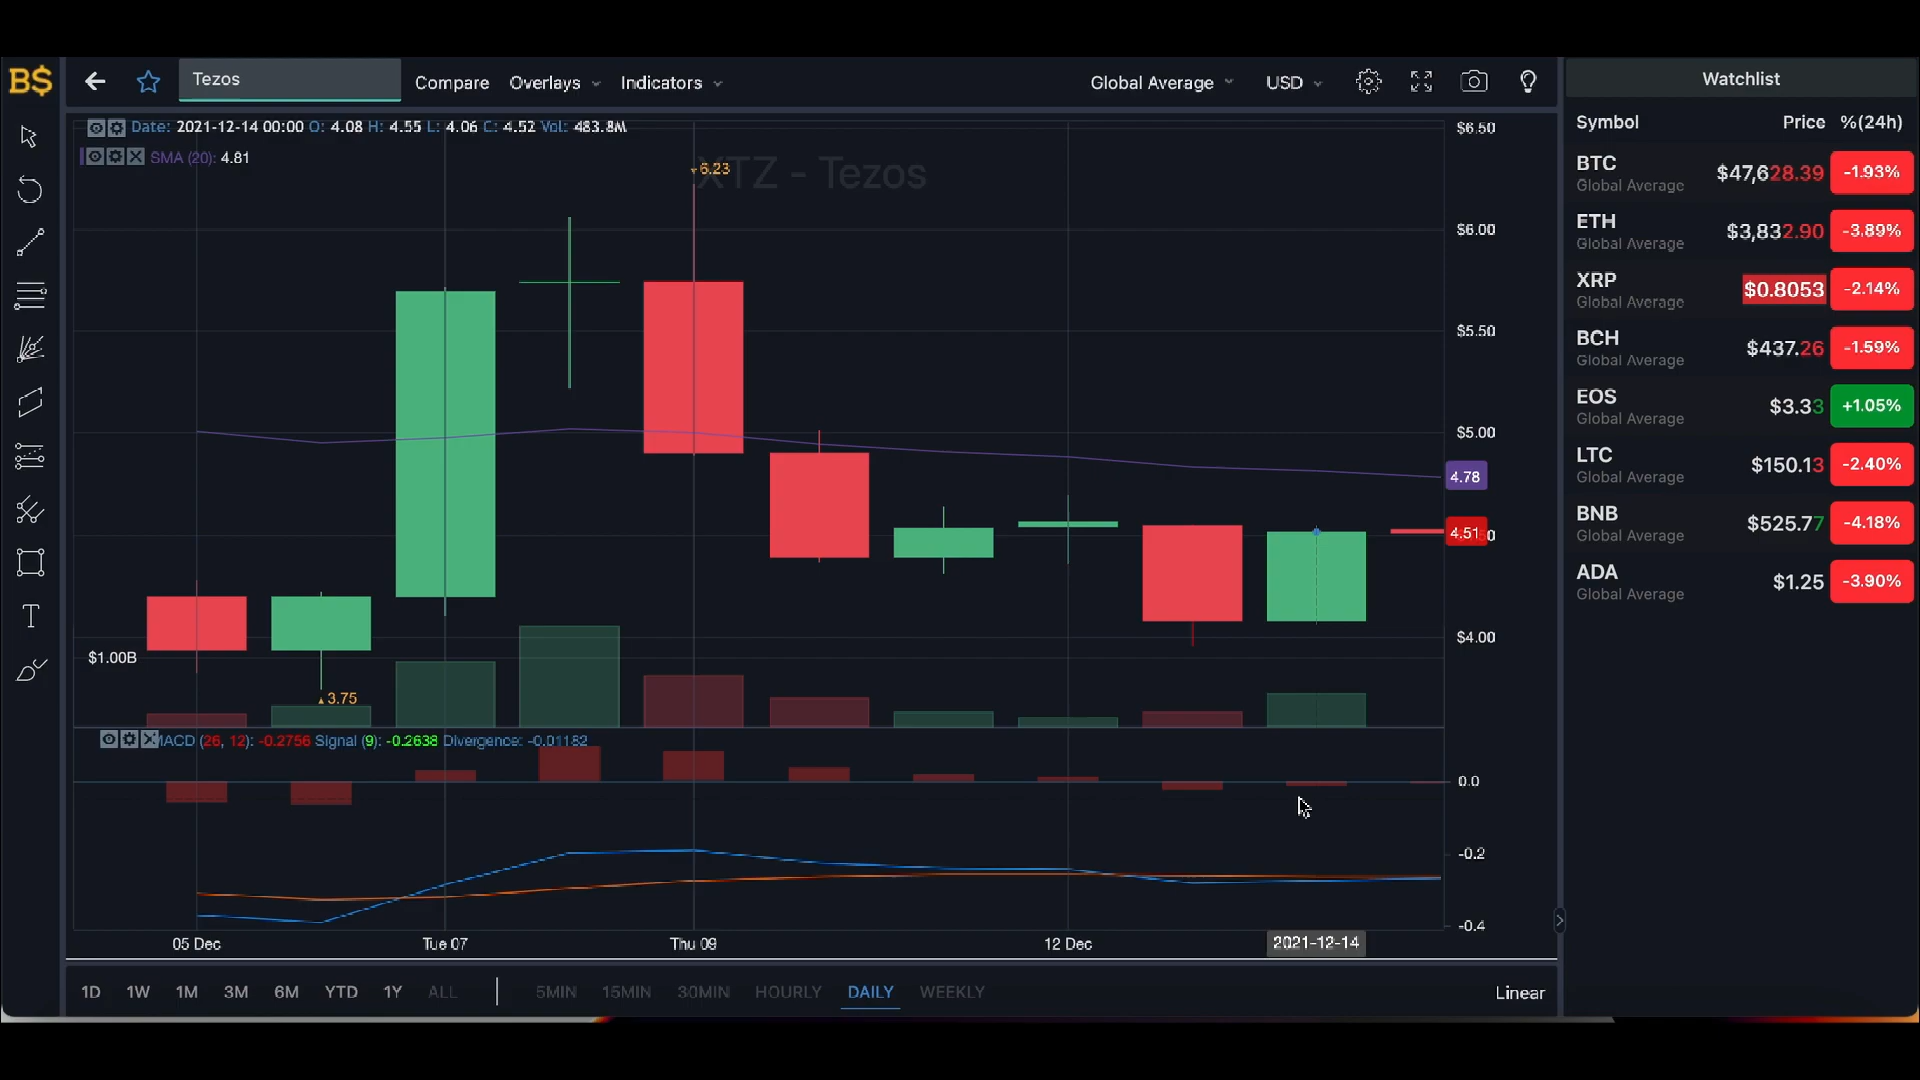 B$
Tezos
Compare Overlays Indicators Global Average USD
Date: 2021-12-14 00:00 O: 4.08 H: 4.55 L: 4.06 C: 4.52 Vol: 483.8M
SMA (20): 4.81
XTZ - Tezos
6.23
3.75
$1.00B
$6.50
$6.00
$5.50
$5.00
4.78
4.51
$4.00
MACD (26, 12): -0.2756 Signal (9): -0.2638 Divergence: -0.01182
0.0
-0.2
-0.4
05 Dec Tue 07 Thu 09 12 Dec 2021-12-14
1D 1W 1M 3M 6M YTD 1Y ALL 5MIN 15MIN 30MIN HOURLY DAILY WEEKLY Linear
Watchlist
Symbol Price %(24h)
BTC $47,628.39 -1.93%
Global Average
ETH $3,832.90 -3.89%
Global Average
XRP $0.8053 -2.14%
Global Average
BCH $437.26 -1.59%
Global Average
EOS $3.33 +1.05%
Global Average
LTC $150.13 -2.40%
Global Average
BNB $525.77 -4.18%
Global Average
ADA $1.25 -3.90%
Global Average